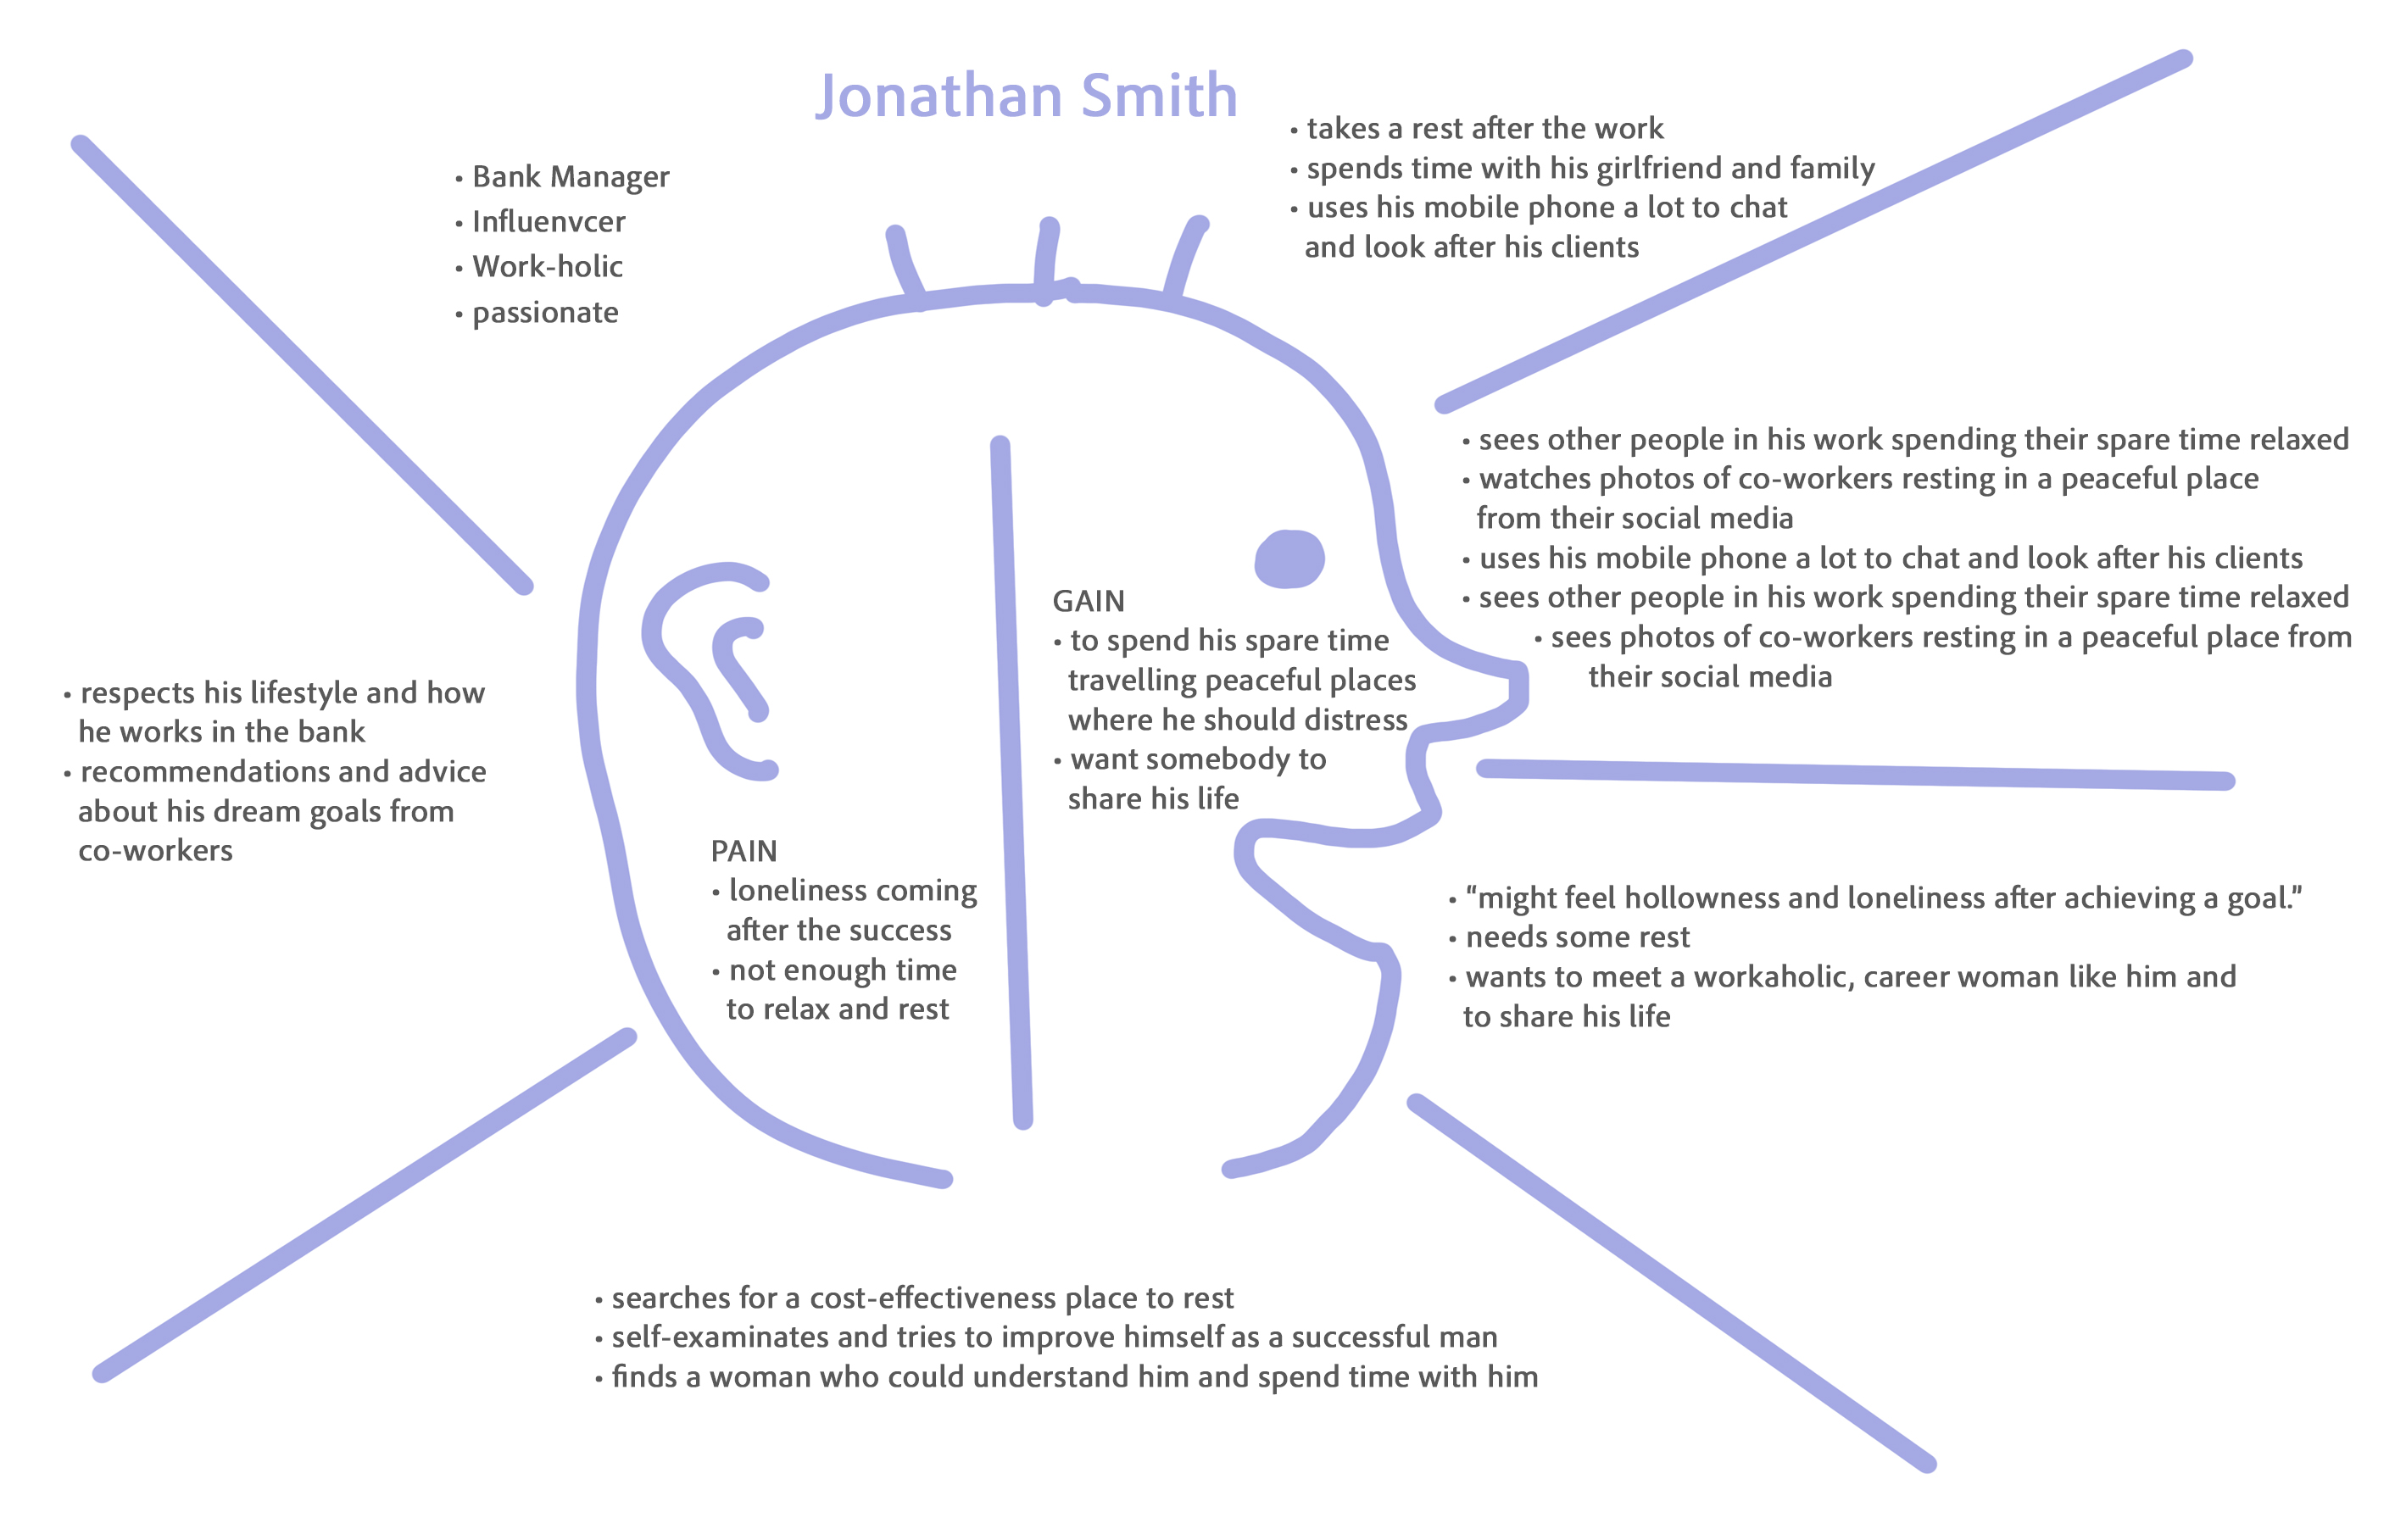 Jonathan Smith
• Bank Manager
• Influenvcer
• Work-holic
• passionate
• takes a rest after the work
• spends time with his girlfriend and family
• uses his mobile phone a lot to chat
and look after his clients
• sees other people in his work spending their spare time relaxed
• watches photos of co-workers resting in a peaceful place
from their social media
• uses his mobile phone a lot to chat and look after his clients
• sees other people in his work spending their spare time relaxed
• sees photos of co-workers resting in a peaceful place from
their social media
• respects his lifestyle and how
he works in the bank
• recommendations and advice
about his dream goals from
co-workers
PAIN
• loneliness coming
after the success
• not enough time
to relax and rest
GAIN
• to spend his spare time
travelling peaceful places
where he should distress
• want somebody to
share his life
• “might feel hollowness and loneliness after achieving a goal.”
• needs some rest
• wants to meet a workaholic, career woman like him and
to share his life
• searches for a cost-effectiveness place to rest
• self-examinates and tries to improve himself as a successful man
• finds a woman who could understand him and spend time with him